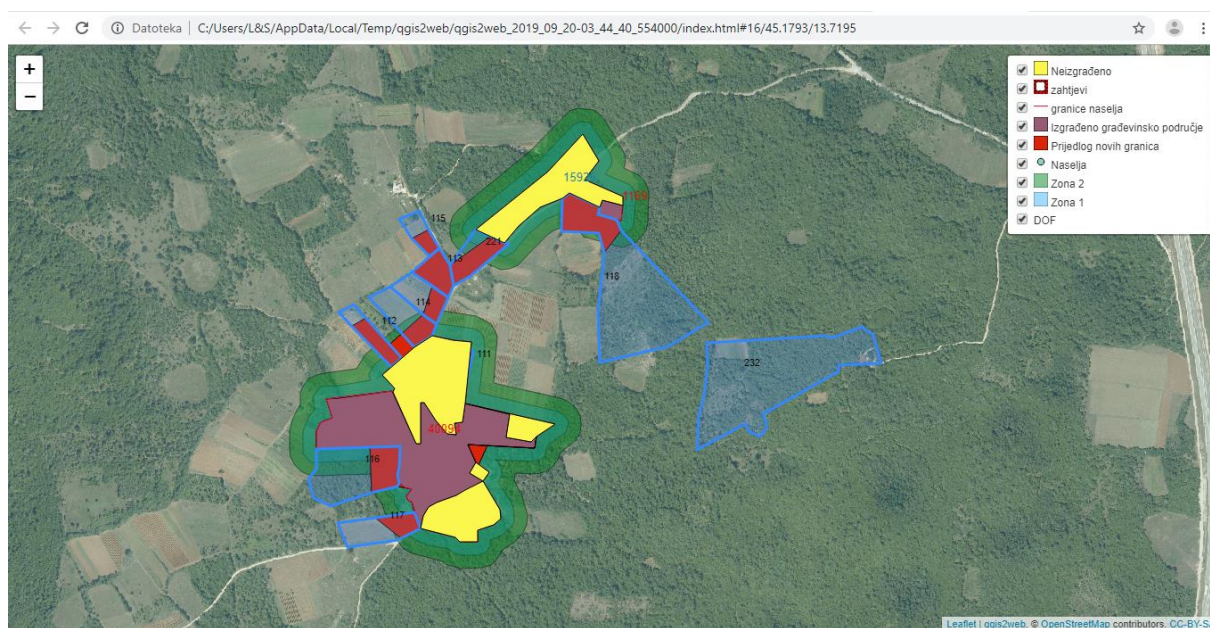 Datoteka | C:/Users/L&S/AppData/Local/Temp/qgis2web/qgis2web_2019_09_20-03_44_40_554000/index.html#16/45.1793/13.7195
+
−
Neizgrađeno
zahtjevi
granice naselja
Izgrađeno građevinsko područje
Prijedlog novih granica
Naselja
Zona 2
Zona 1
DOF
1169
115
221
113
118
114
112
111
232
116
117
Leaflet | qgis2web, © OpenStreetMap contributors, CC-BY-S